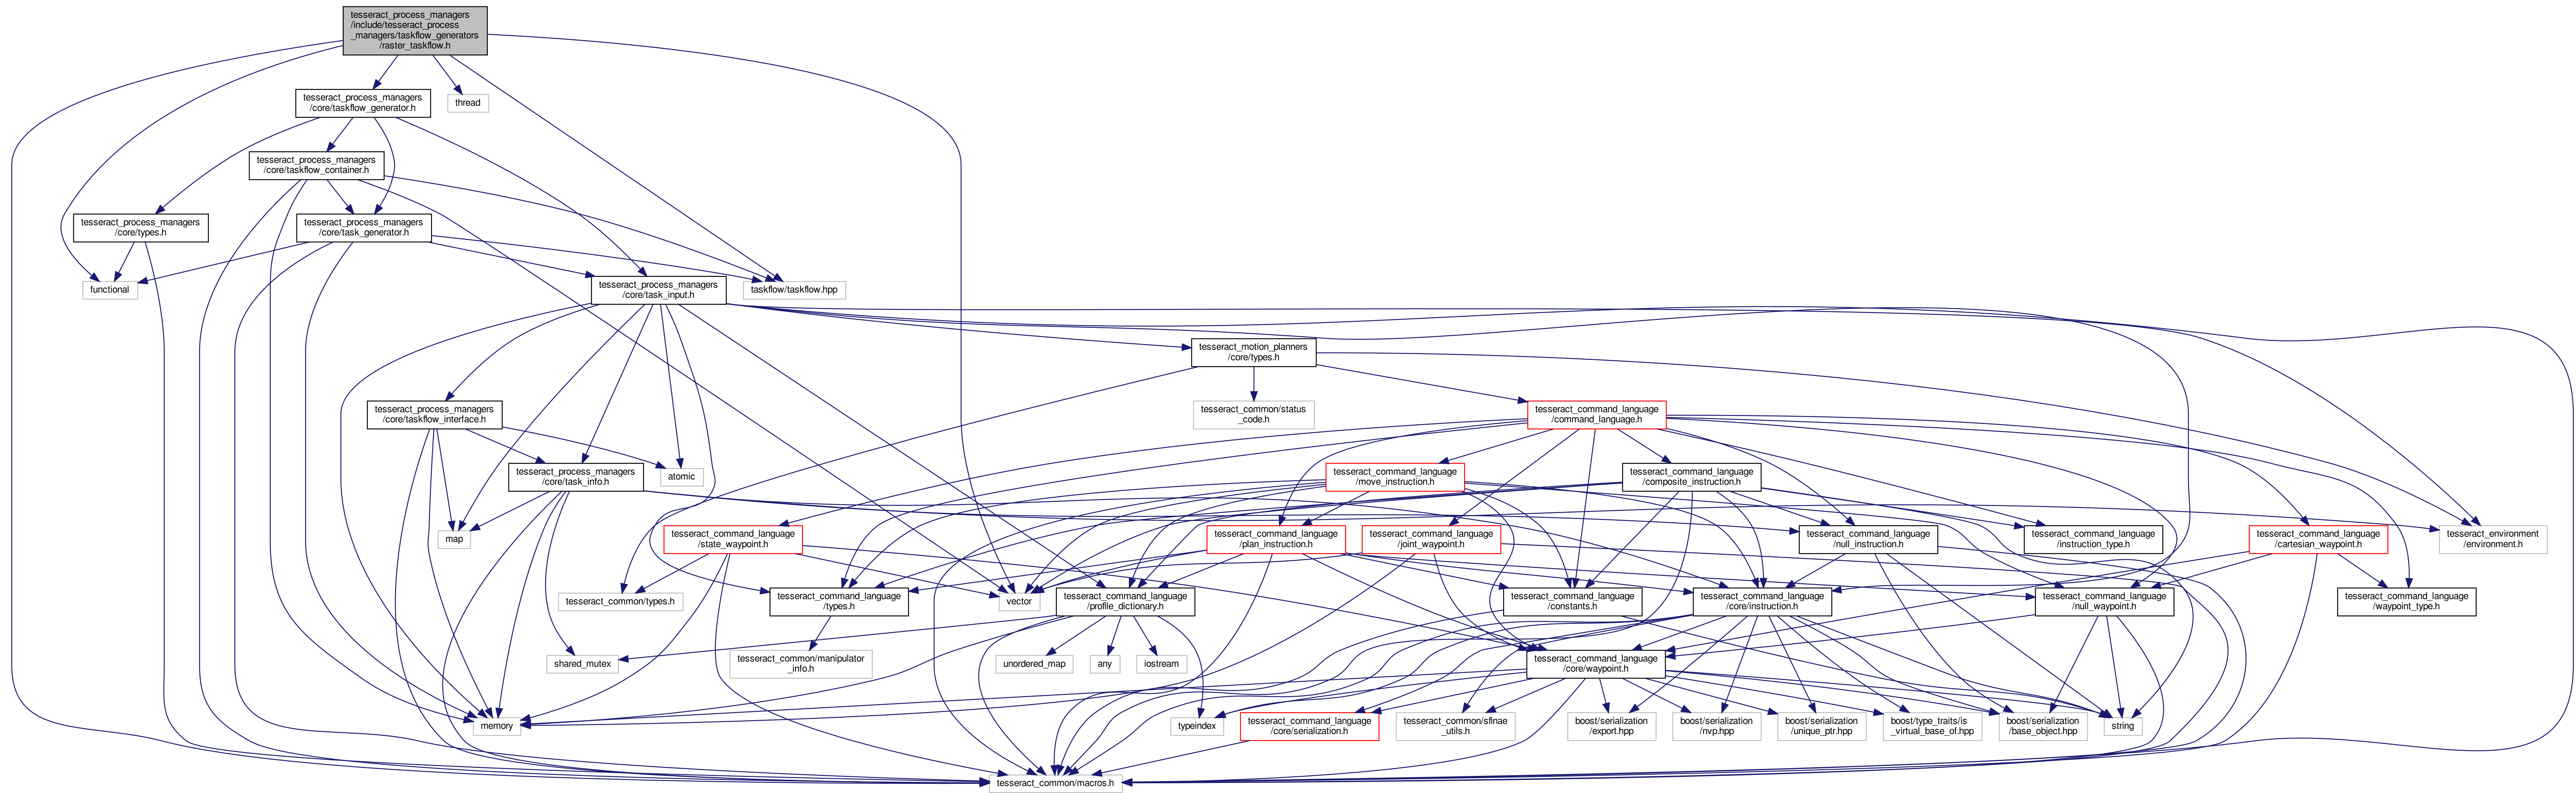 tesseract_process_managers
/include/tesseract_process
_managers/taskflow_generators
/raster_taskflow.h
tesseract_process_managers
/core/taskflow_generator.h
thread
tesseract_process_managers
/core/taskflow_container.h
tesseract_process_managers
/core/types.h
tesseract_process_managers
/core/task_generator.h
functional
tesseract_process_managers
/core/task_input.h
taskflow/taskflow.hpp
tesseract_motion_planners
/core/types.h
tesseract_process_managers
/core/taskflow_interface.h
tesseract_common/status
_code.h
tesseract_command_language
/command_language.h
tesseract_process_managers
/core/task_info.h
atomic
tesseract_command_language
/move_instruction.h
tesseract_command_language
/composite_instruction.h
map
tesseract_command_language
/state_waypoint.h
tesseract_command_language
/plan_instruction.h
tesseract_command_language
/joint_waypoint.h
tesseract_command_language
/null_instruction.h
tesseract_command_language
/instruction_type.h
tesseract_command_language
/cartesian_waypoint.h
tesseract_environment
/environment.h
tesseract_common/types.h
tesseract_command_language
/types.h
vector
tesseract_command_language
/profile_dictionary.h
tesseract_command_language
/constants.h
tesseract_command_language
/core/instruction.h
tesseract_command_language
/null_waypoint.h
tesseract_command_language
/waypoint_type.h
shared_mutex
tesseract_common/manipulator
_info.h
unordered_map
any
iostream
tesseract_command_language
/core/waypoint.h
memory
typeindex
tesseract_command_language
/core/serialization.h
tesseract_common/sfinae
_utils.h
boost/serialization
/export.hpp
boost/serialization
/nvp.hpp
boost/serialization
/unique_ptr.hpp
boost/type_traits/is
_virtual_base_of.hpp
boost/serialization
/base_object.hpp
string
tesseract_common/macros.h